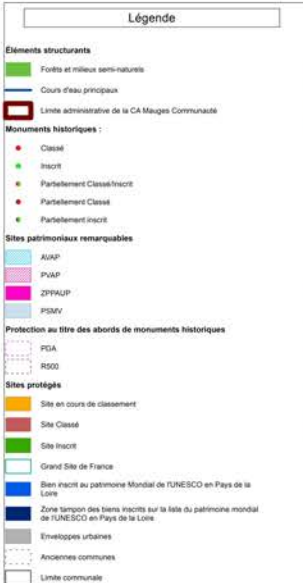 Légende
Éléments structurants
Forêts et milieux semi-naturels
Cours d'eau principaux
Limite administrative de la CA Mauges Communauté
Monuments historiques :
Classé
Inscrit
Partiellement Classé/Inscrit
Partiellement Classé
Partiellement inscrit
Sites patrimoniaux remarquables
AVAP
PVAP
ZPPAUP
PSMV
Protection au titre des abords de monuments historiques
PDA
R500
Sites protégés
Site en cours de classement
Site Classé
Site Inscrit
Grand Site de France
Bien inscrit au patrimoine Mondial de l'UNESCO en Pays de la
Loire
Zone tampon des biens inscrits sur la liste du patrimoine mondial
de l'UNESCO en Pays de la Loire
Enveloppes urbaines
Anciennes communes
Limite communale